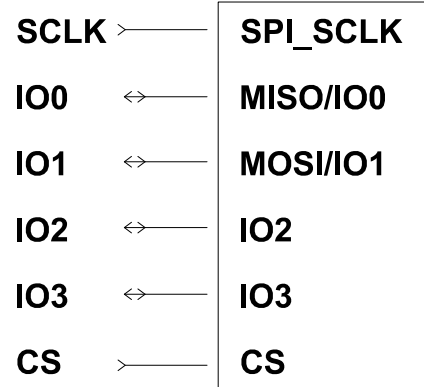 SCLK SPI_SCLK
IO0 MISO/IO0
IO1 MOSI/IO1
IO2 IO2
IO3 IO3
CS CS